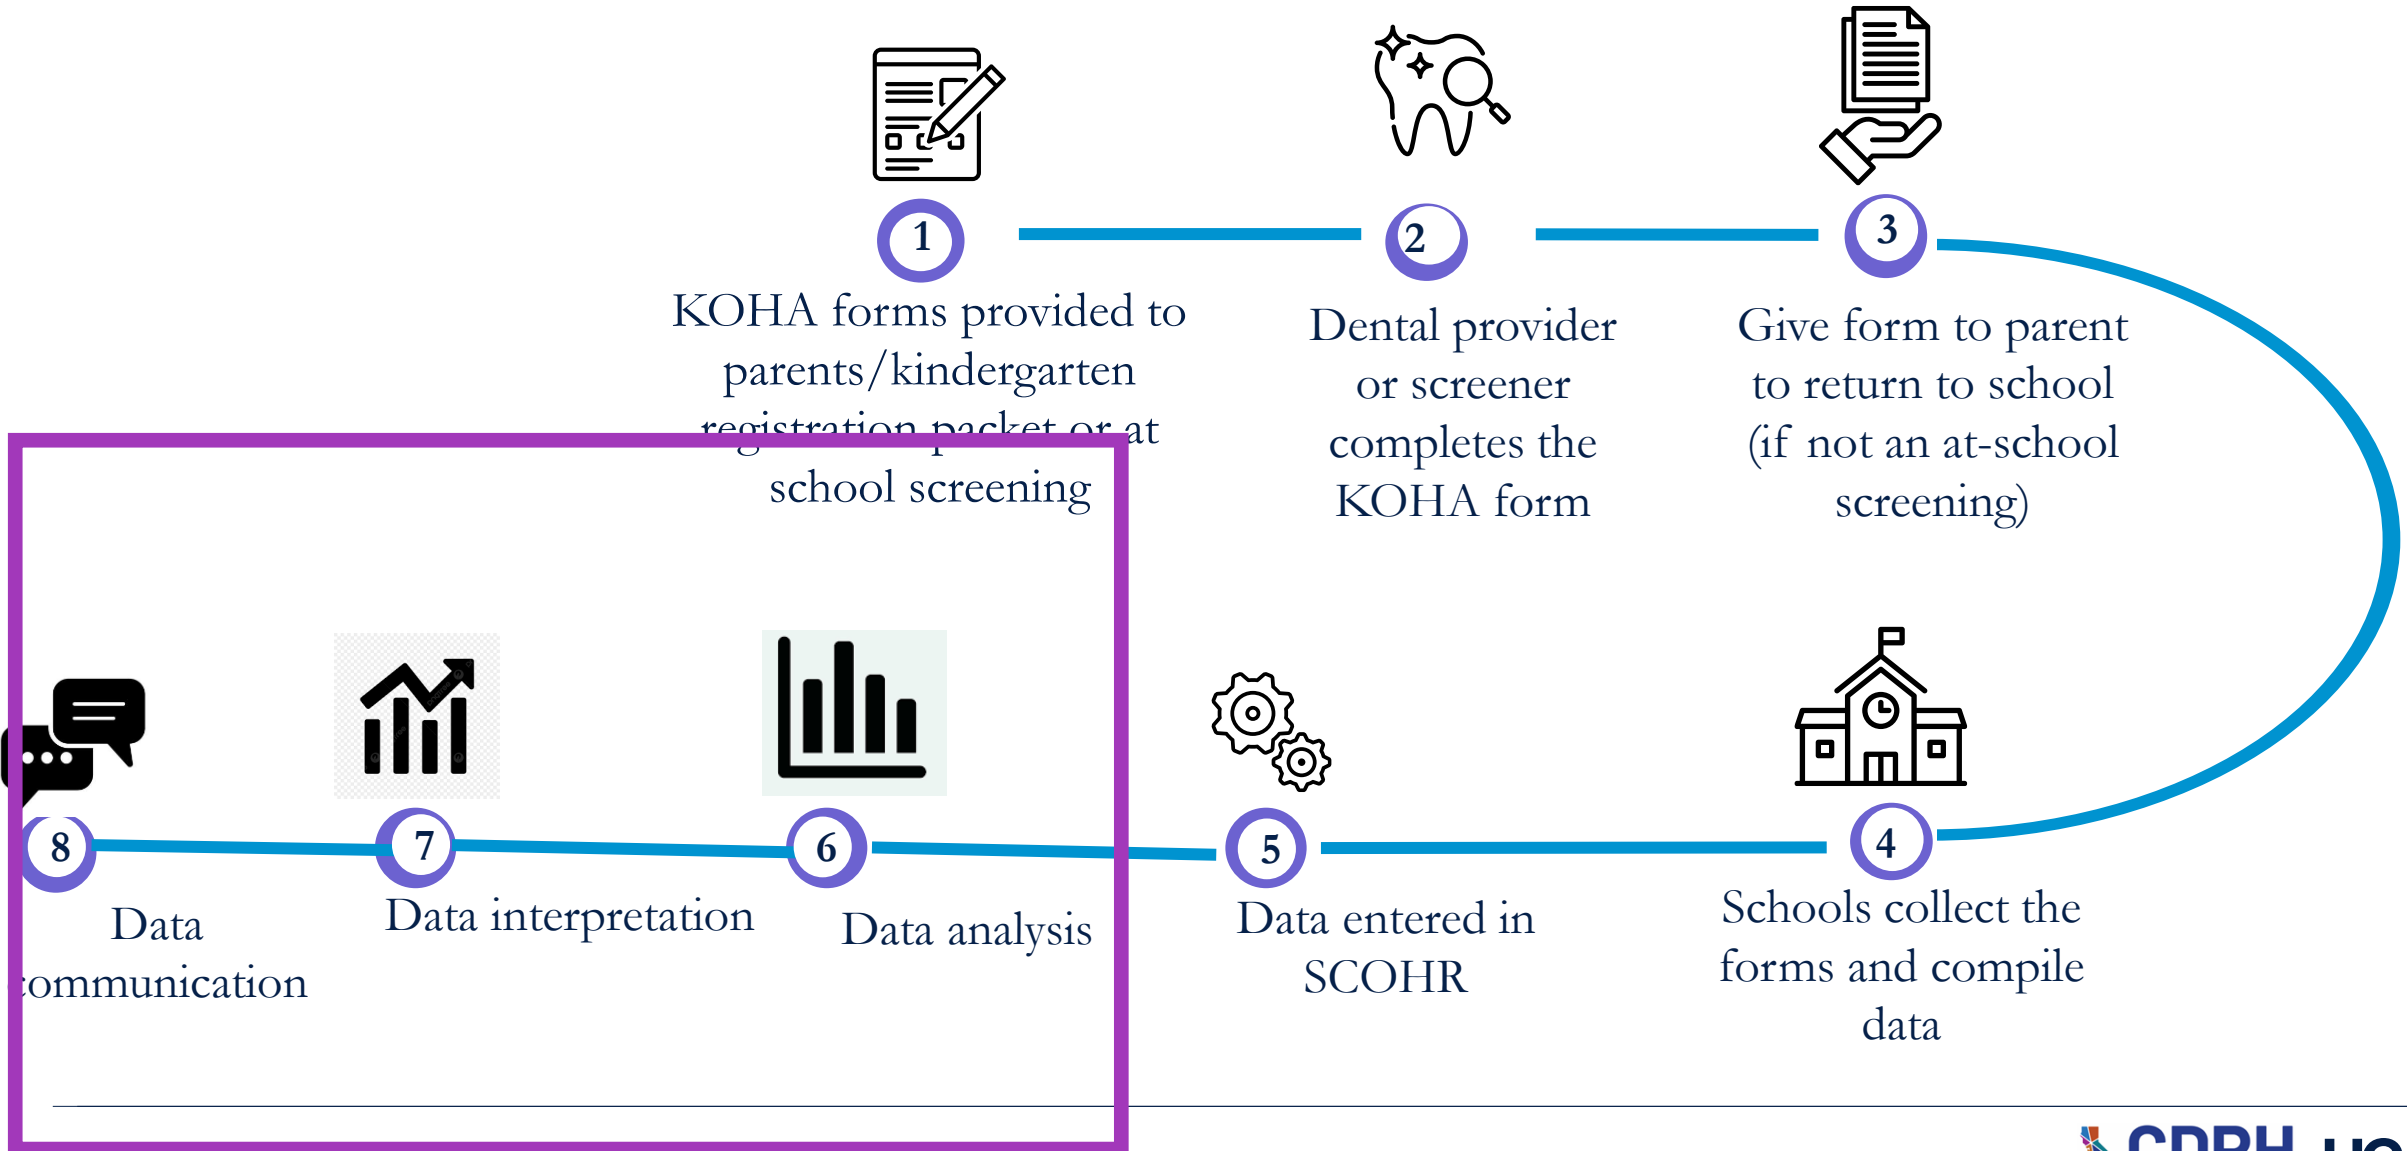 1
KOHA forms provided to
parents/kindergarten
registration packet or at
school screening
2
Dental provider
or screener
completes the
KOHA form
3
Give form to parent
to return to school
(if not an at-school
screening)
4
Schools collect the
forms and compile
data
5
Data entered in
SCOHR
6
Data analysis
7
Data interpretation
8
Data
communication
CDPH